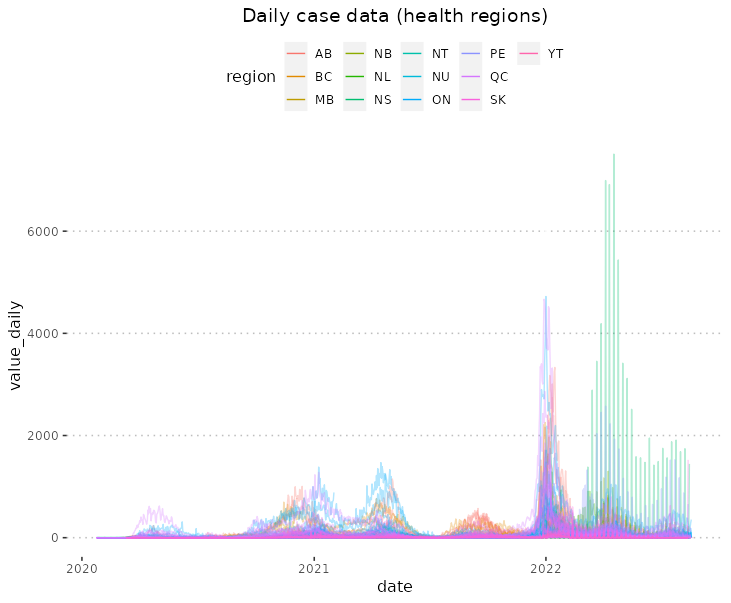 Daily case data (health regions)
region
AB NB NT PE YT
BC NL NU QC
MB NS ON SK
value_daily
6000
4000
2000
0
2020 2021 2022
date